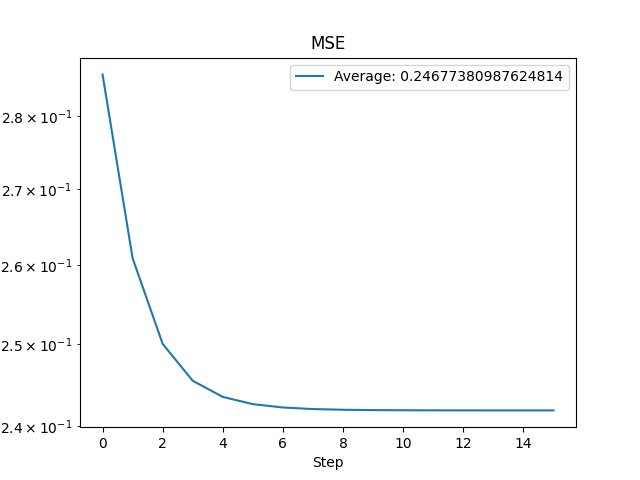 MSE
Average: 0.24677380987624814
2.8 × 10⁻¹
2.7 × 10⁻¹
2.6 × 10⁻¹
2.5 × 10⁻¹
2.4 × 10⁻¹
0 2 4 6 8 10 12 14
Step